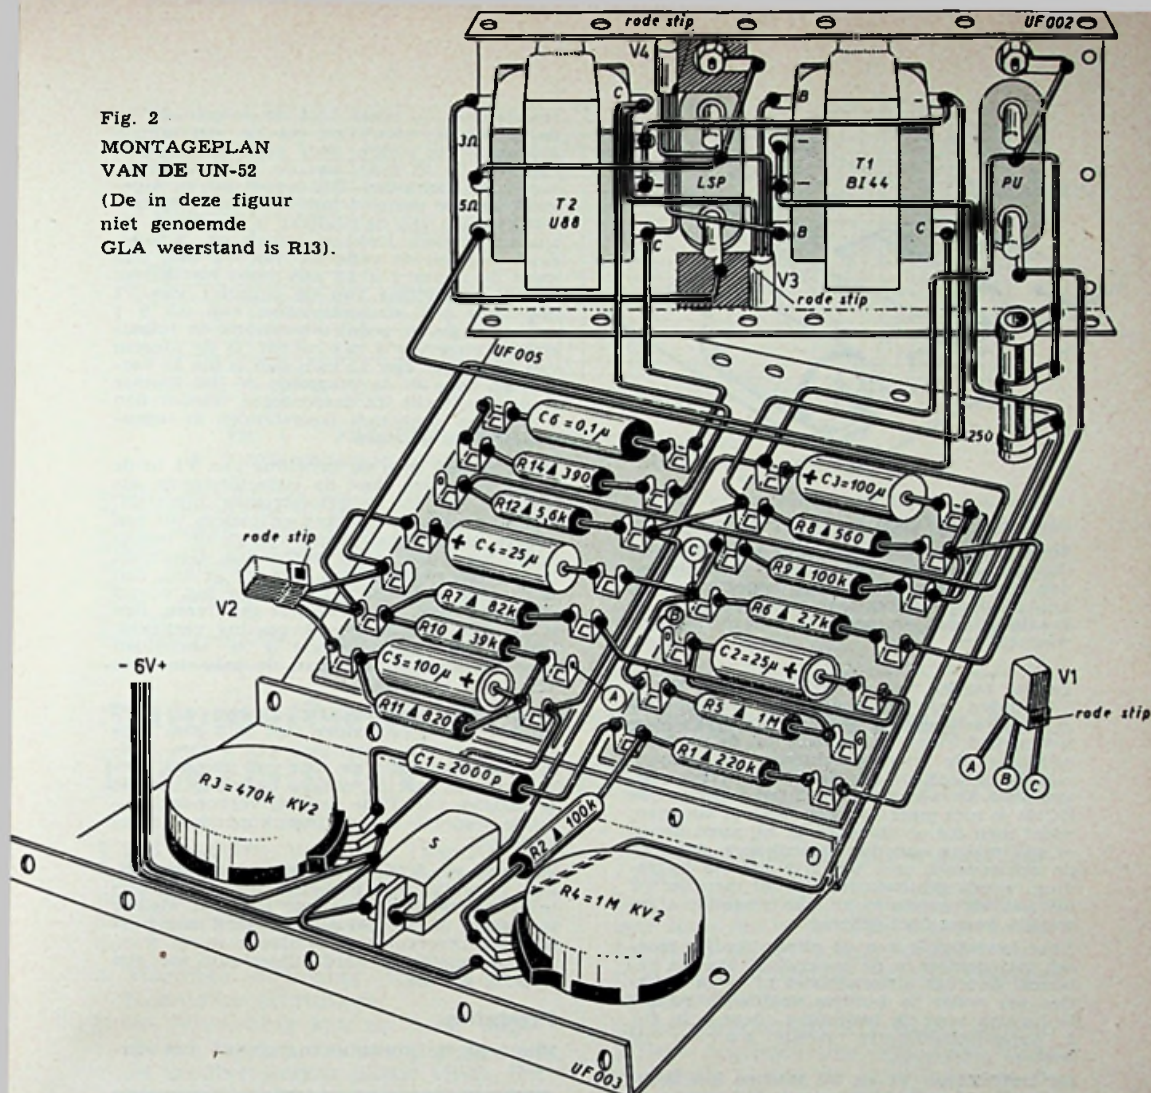 Fig. 2
MONTAGEPLAN
VAN DE UN-52
(De in deze figuur
niet genoemde
GLA weerstand is R13).
rode stip
UF002
V4
B
B
C
B
3Ω
5Ω
T2
U88
LSP
T1
BI44
PU
C
B
C
V3
rode stip
UF005
25Ω
C6=0,1µ
R14 ▲ 390
R12 ▲ 5,6k
+ C4=25µ
R7 ▲ 82k
R10 ▲ 39k
C5=100µ +
R11 ▲ 820
+ C3=100µ
R8 ▲ 560
R9 ▲ 100k
R6 ▲ 2,7k
C2=25µ +
R5 ▲ 1M
R1 ▲ 220k
C
B
A
rode stip
V2
- 6V+
V1
rode stip
A
B
C
C1=2000p
R3=470k KV2
S
R2 ▲ 100k
R4=1M KV2
UF003